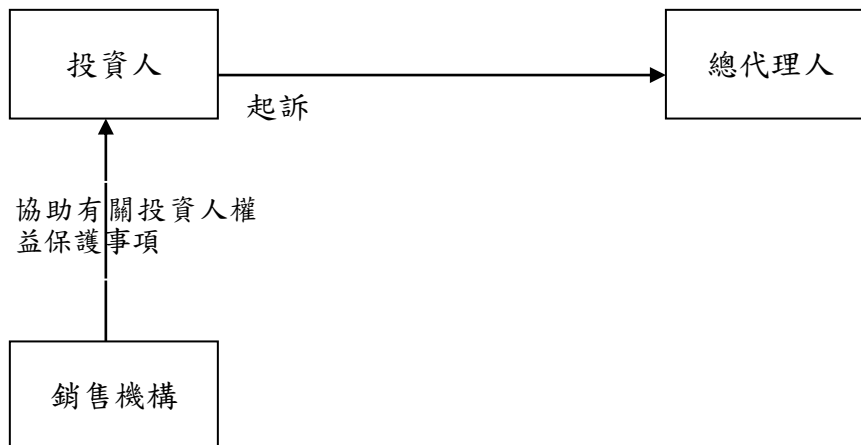 投資人
總代理人
起訴
協助有關投資人權
益保護事項
銷售機構